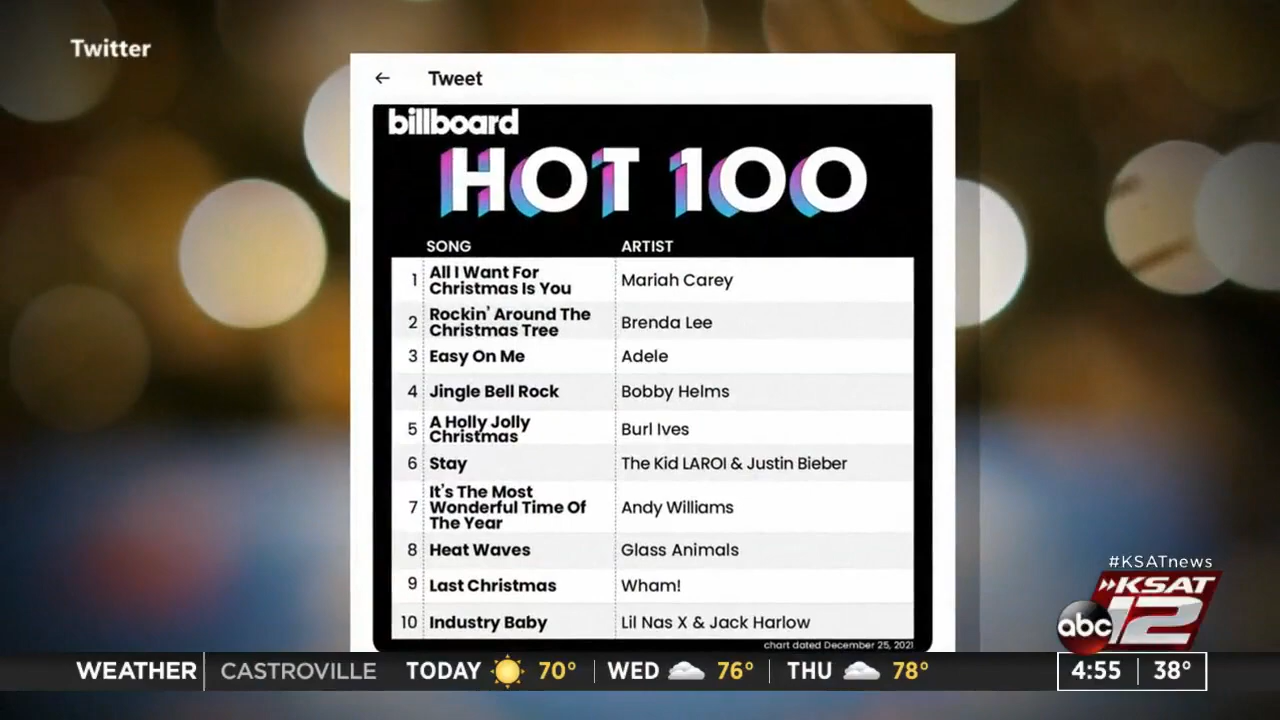 Twitter
← Tweet
billboard
HOT 100
SONG ARTIST
1 All I Want For
Christmas Is You Mariah Carey
2 Rockin' Around The
Christmas Tree Brenda Lee
3 Easy On Me Adele
4 Jingle Bell Rock Bobby Helms
5 A Holly Jolly
Christmas Burl Ives
6 Stay The Kid LAROI & Justin Bieber
7 It's The Most
Wonderful Time Of
The Year Andy Williams
8 Heat Waves Glass Animals
9 Last Christmas Wham!
10 Industry Baby Lil Nas X & Jack Harlow
chart dated December 25, 2021
#KSATnews
KSAT
abc 12
WEATHER CASTROVILLE TODAY 70° WED 76° THU 78° 4:55 38°